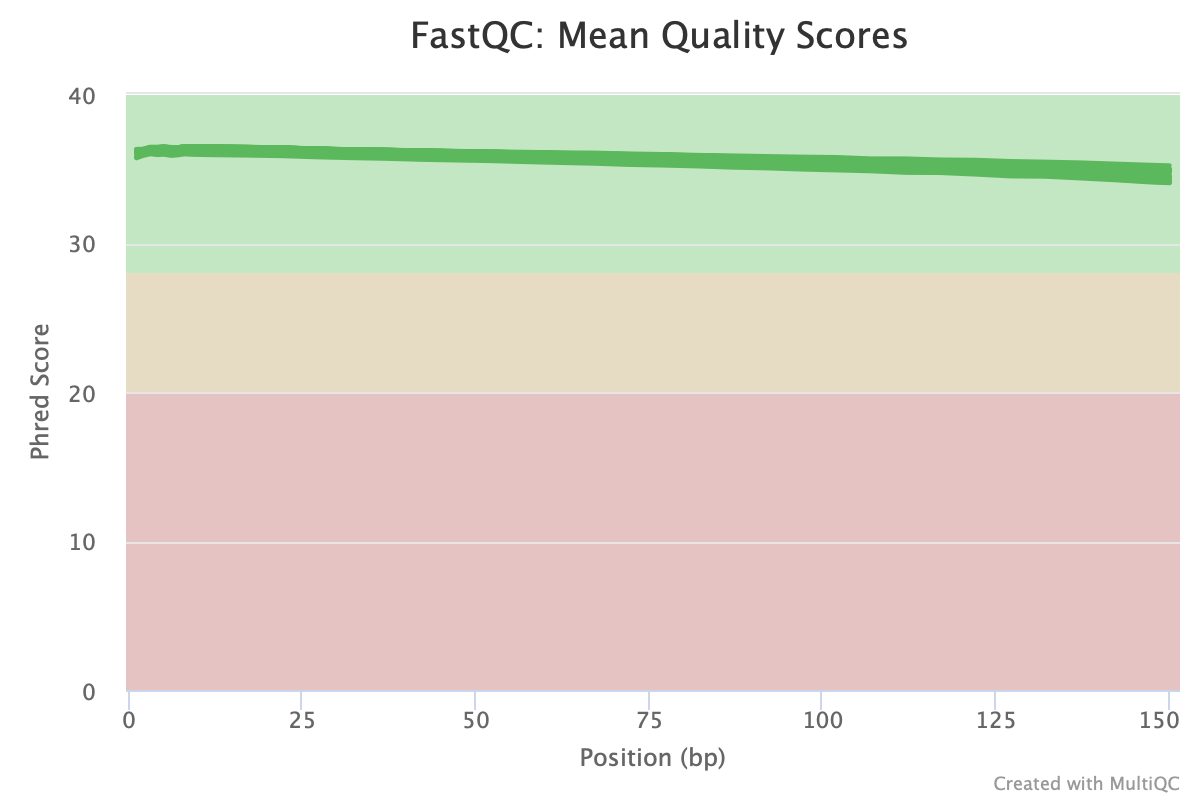 FastQC: Mean Quality Scores
40
30
20
10
0
Phred Score
0 25 50 75 100 125 150
Position (bp)
Created with MultiQC